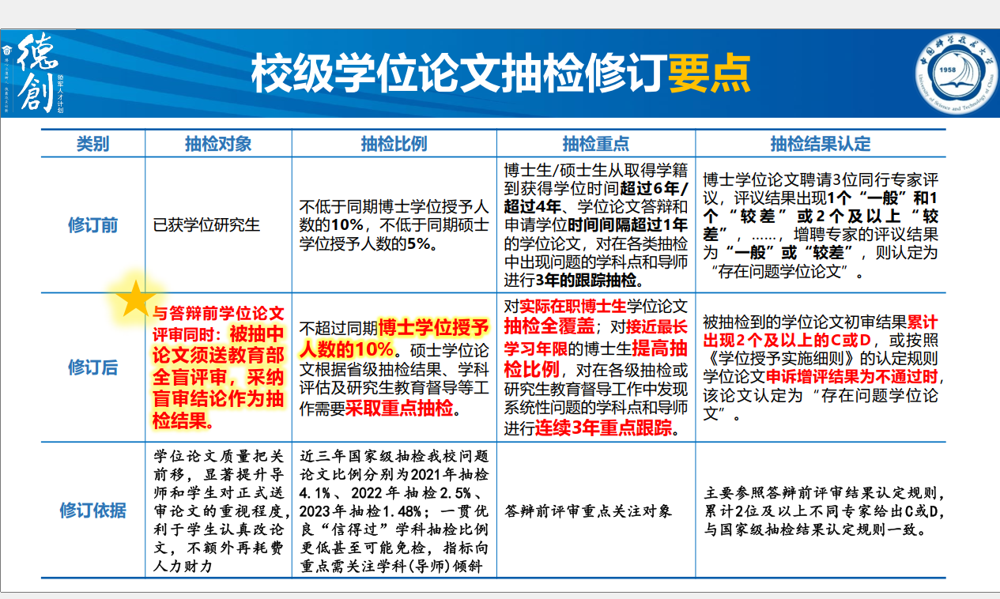 德創
领军人才计划
校级学位论文抽检修订要点
中国科学技术大学
1958
University of Science and Technology of China
类别
抽检对象
抽检比例
抽检重点
抽检结果认定
修订前
已获学位研究生
不低于同期博士学位授予人
数的10%，不低于同期硕士
学位授予人数的5%。
博士生/硕士生从取得学籍
到获得学位时间超过6年/
超过4年、学位论文答辩和
申请学位时间间隔超过1年
的学位论文，对在各类抽检
中出现问题的学科点和导师
进行3年的跟踪抽检。
博士学位论文聘请3位同行专家评
议，评议结果出现1个“一般”和1
个“较差”或2个及以上“较
差”，……，增聘专家的评议结果
为“一般”或“较差”，则认定为
“存在问题学位论文”。
修订后
与答辩前学位论文
评审同时：被抽中
论文须送教育部
全盲评审，采纳
盲审结论作为抽
检结果。
不超过同期博士学位授予
人数的10%。硕士学位论
文根据省级抽检结果、学科
评估及研究生教育督导等工
作需要采取重点抽检。
对实际在职博士生学位论文
抽检全覆盖；对接近最长
学习年限的博士生提高抽
检比例，对在各级抽检或
研究生教育督导工作中发现
系统性问题的学科点和导师
进行连续3年重点跟踪。
被抽检到的学位论文初审结果累计
出现2个及以上的C或D，或按照
《学位授予实施细则》的认定规则
学位论文申诉增评结果为不通过时，
该论文认定为“存在问题学位论
文”。
修订依据
学位论文质量把关
前移，显著提升导
师和学生对正式送
审论文的重视程度，
利于学生认真改论
文，不额外再耗费
人力财力
近三年国家级抽检我校问题
论文比例分别为2021年抽检
4.1%、2022年抽检2.5%、
2023年抽检1.48%；一贯优
良“信得过”学科抽检比例
更低甚至可能免检，指标向
重点需关注学科(导师)倾斜
答辩前评审重点关注对象
主要参照答辩前评审结果认定规则，
累计2位及以上不同专家给出C或D，
与国家级抽检结果认定规则一致。